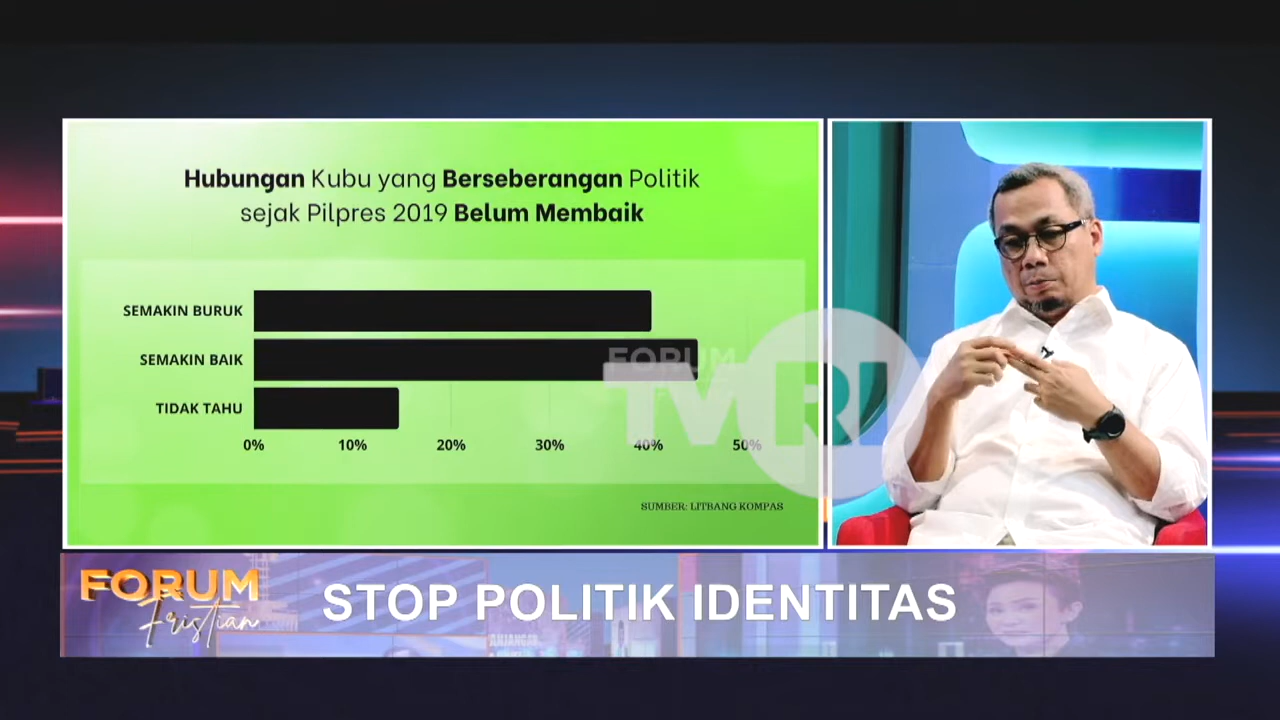 Hubungan Kubu yang Berseberangan Politik
sejak Pilpres 2019 Belum Membaik
SEMAKIN BURUK
SEMAKIN BAIK
TIDAK TAHU
0% 10% 20% 30% 40% 50%
SUMBER: LITBANG KOMPAS
FORUM
TVRI
FORUM
Fristian
STOP POLITIK IDENTITAS
ANJANGAN